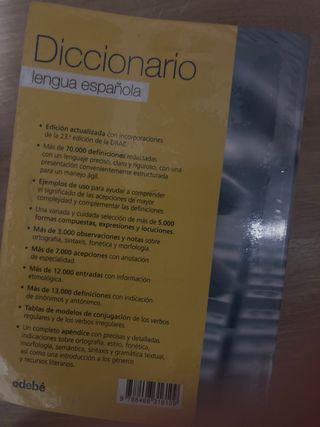 Diccionario
lengua española
• Edición actualizada con incorporaciones
de la 23.ª edición de la DRAE.
• Más de 70.000 definiciones redactadas
con un lenguaje preciso, claro y riguroso, con una
presentación convenientemente estructurada
para un manejo ágil.
• Ejemplos de uso para ayudar a comprender
el significado de las acepciones de mayor
complejidad y complementar las definiciones.
• Una variada y cuidada selección de más de 5.000
formas compuestas, expresiones y locuciones.
• Más de 3.000 observaciones y notas sobre
ortografía, sintaxis, fonética y morfología.
• Más de 7.000 acepciones con anotación
de especialidad.
• Más de 12.000 entradas con información
etimológica.
• Más de 13.000 definiciones con indicación
de sinónimos y antónimos.
• Tablas de modelos de conjugación de los verbos
regulares y de los verbos irregulares.
• Un completo apéndice con precisas y detalladas
indicaciones sobre ortografía, estilo, fonética,
morfología, semántica, sintaxis y gramática textual,
así como una introducción a los géneros
y recursos literarios.
edebé